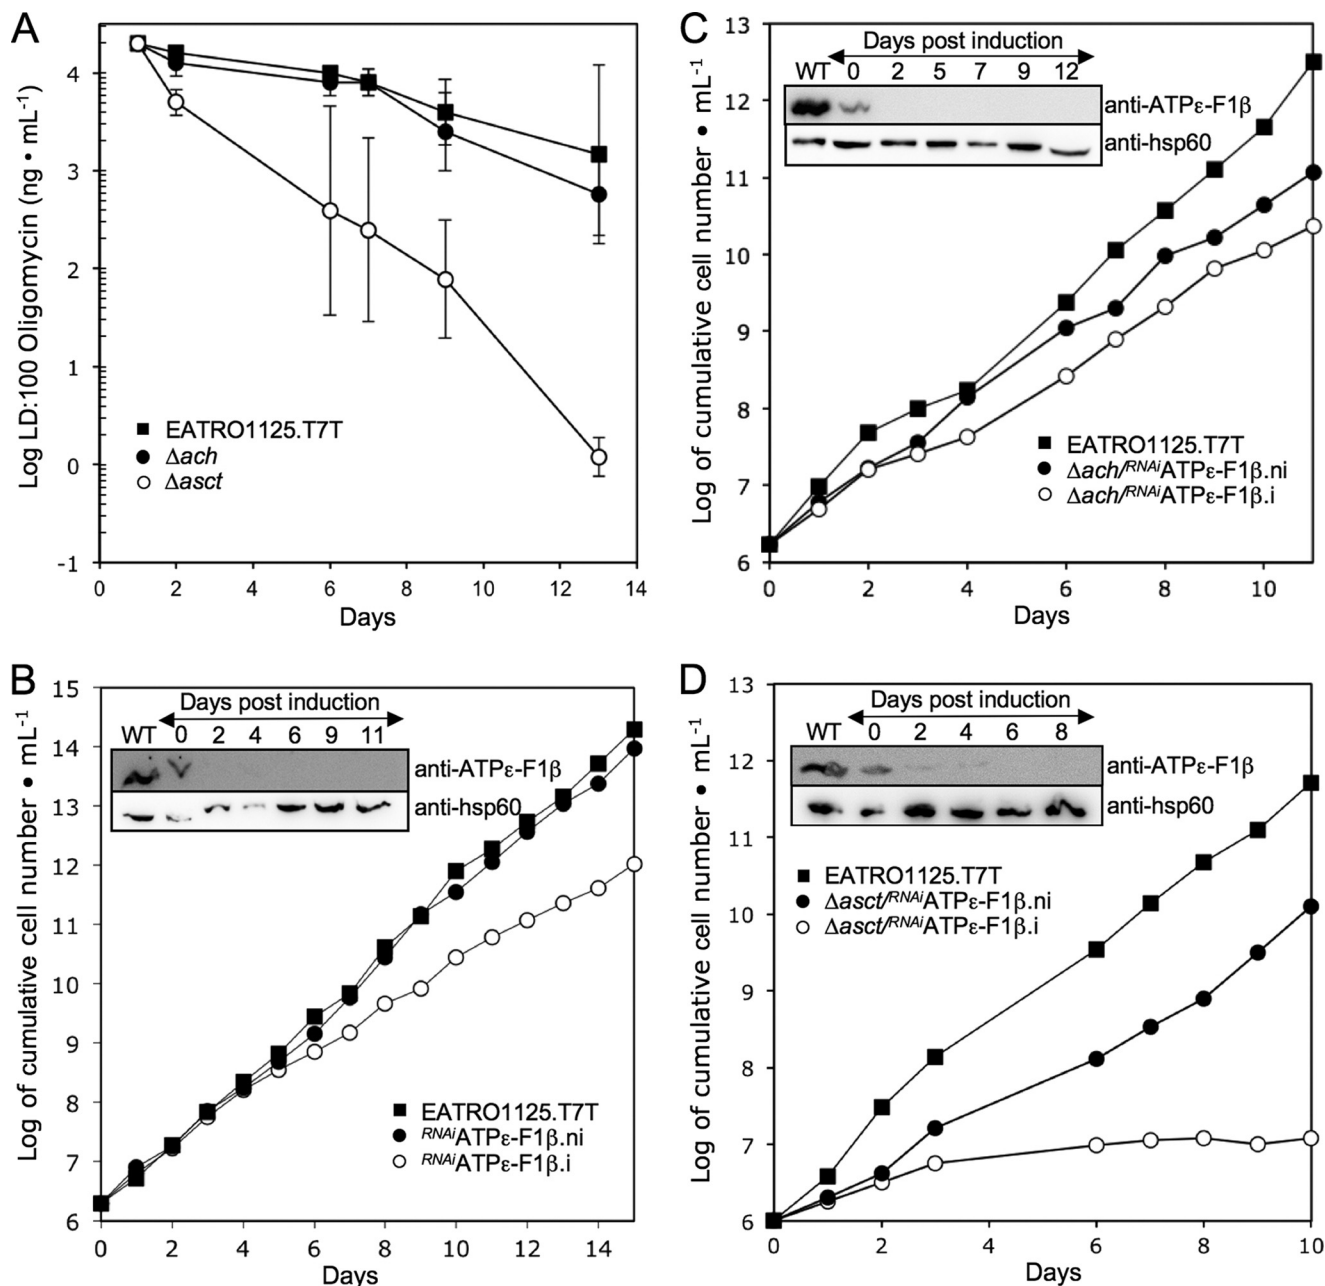 A
Log LD:100 Oligomycin (ng • mL-1)
4
3
2
1
0
-1
EATRO1125.T7T
Δach
Δasct
0 2 4 6 8 10 12 14
Days
C
Log of cumulative cell number • mL-1
13
12
11
10
9
8
7
6
Days post induction
WT 0 2 5 7 9 12
anti-ATPε-F1β
anti-hsp60
EATRO1125.T7T
Δach/RNAiATPε-F1β.ni
Δach/RNAiATPε-F1β.i
0 2 4 6 8 10
Days
B
Log of cumulative cell number • mL-1
15
14
13
12
11
10
9
8
7
6
Days post induction
WT 0 2 4 6 9 11
anti-ATPε-F1β
anti-hsp60
EATRO1125.T7T
RNAiATPε-F1β.ni
RNAiATPε-F1β.i
0 2 4 6 8 10 12 14
Days
D
Log of cumulative cell number • mL-1
13
12
11
10
9
8
7
6
Days post induction
WT 0 2 4 6 8
anti-ATPε-F1β
anti-hsp60
EATRO1125.T7T
Δasct/RNAiATPε-F1β.ni
Δasct/RNAiATPε-F1β.i
0 2 4 6 8 10
Days